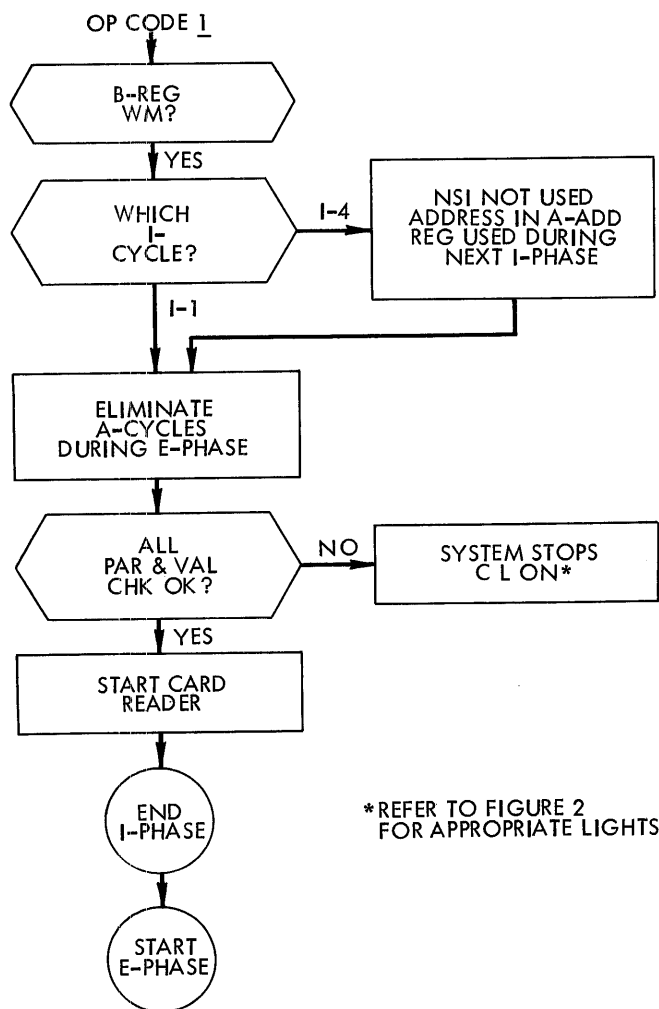 OP CODE 1
B-REG
WM?
YES
WHICH
I-
CYCLE?
I-4
NSI NOT USED
ADDRESS IN A-ADD
REG USED DURING
NEXT I-PHASE
I-1
ELIMINATE
A-CYCLES
DURING E-PHASE
ALL
PAR & VAL
CHK OK?
NO
SYSTEM STOPS
C L ON*
YES
START CARD
READER
END
I-PHASE
*REFER TO FIGURE 2
FOR APPROPRIATE LIGHTS
START
E-PHASE